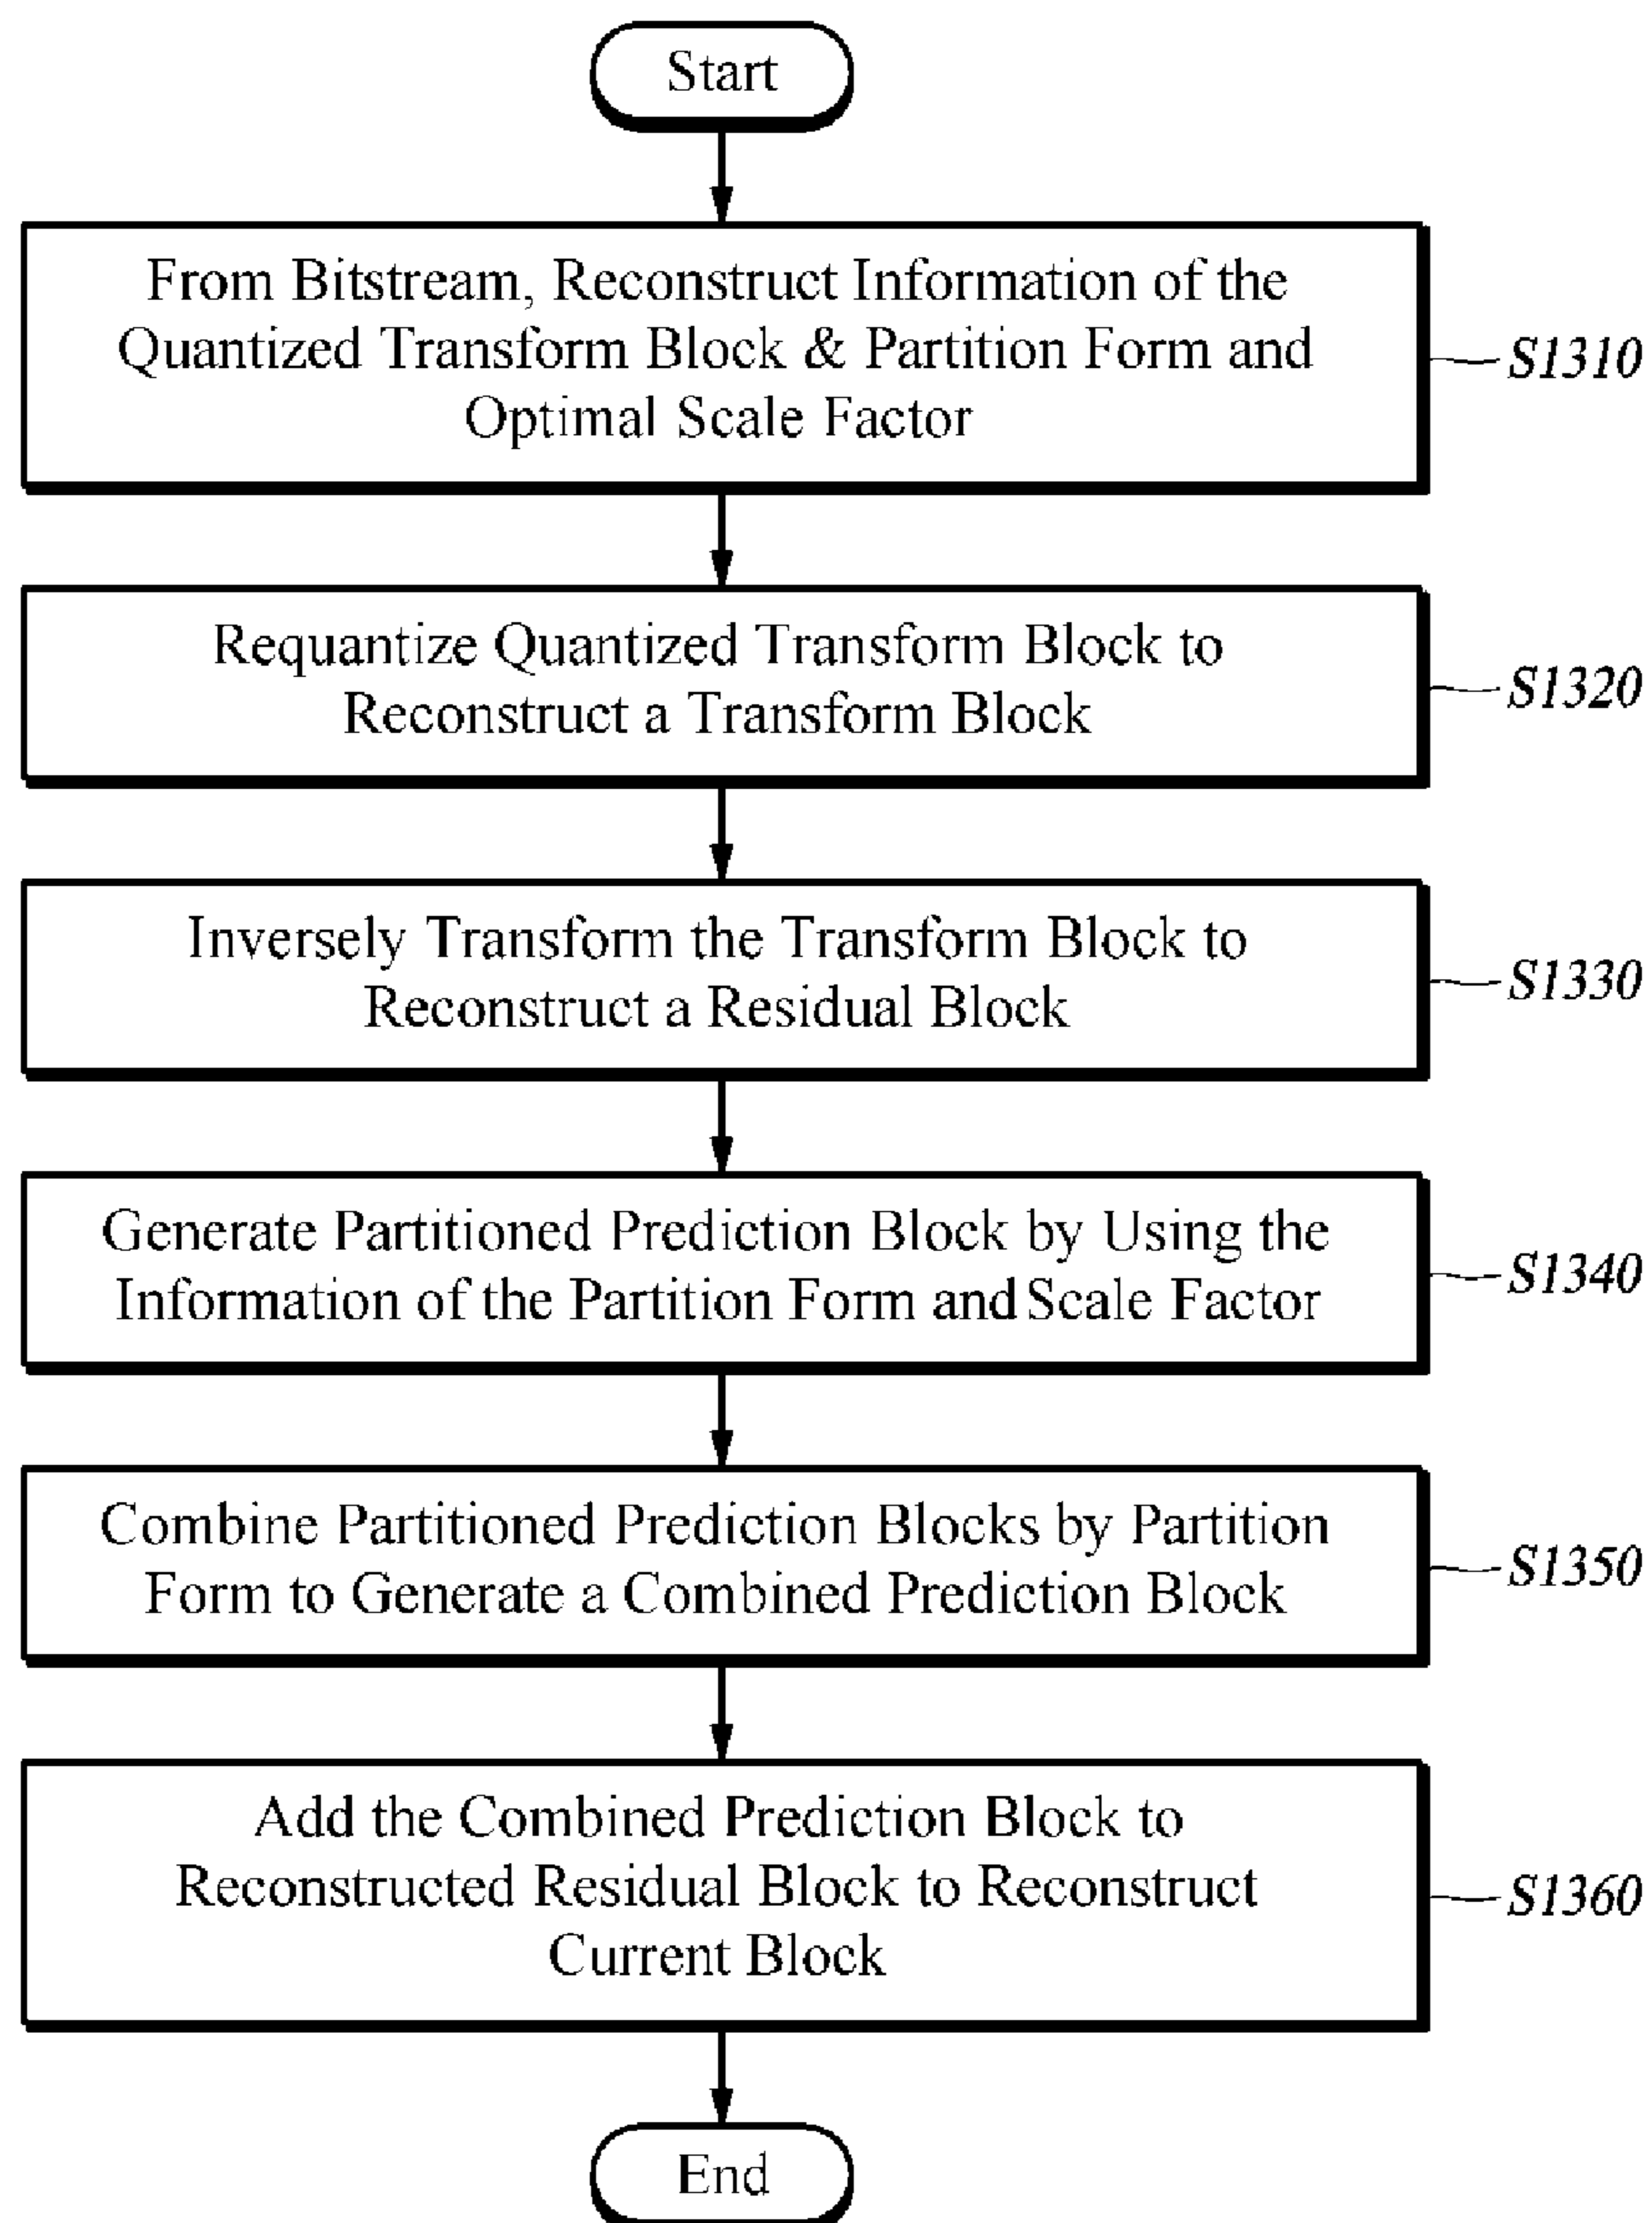 Start
From Bitstream, Reconstruct Information of the
Quantized Transform Block & Partition Form and
Optimal Scale Factor
S1310
Requantize Quantized Transform Block to
Reconstruct a Transform Block
S1320
Inversely Transform the Transform Block to
Reconstruct a Residual Block
S1330
Generate Partitioned Prediction Block by Using the
Information of the Partition Form and Scale Factor
S1340
Combine Partitioned Prediction Blocks by Partition
Form to Generate a Combined Prediction Block
S1350
Add the Combined Prediction Block to
Reconstructed Residual Block to Reconstruct
Current Block
S1360
End